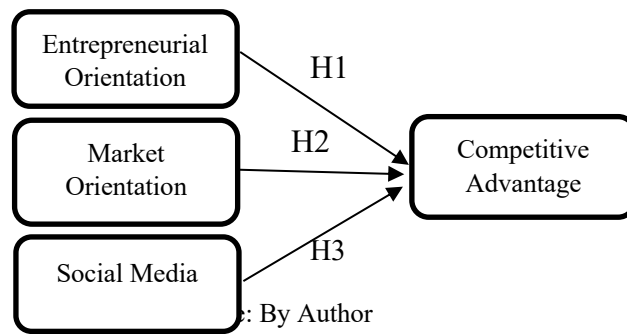 Entrepreneurial
Orientation
H1
Market
Orientation
H2
Competitive
Advantage
Social Media
H3
: By Author